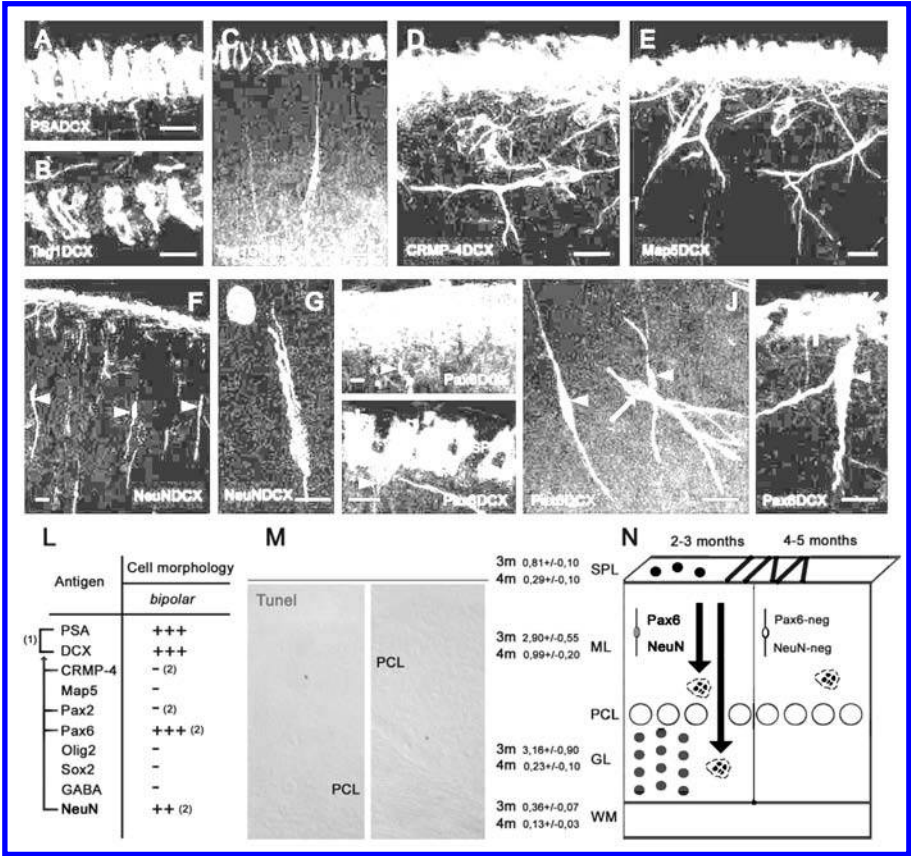 A
PSADCX
B
Tag1DCX
C
D
CRMP-4DCX
E
Map5DCX
F
NeuNDCX
G
NeuNDCX
Pax6DCX
Pax6DCX
J
Pax6DCX
K
Pax6DCX
L
Antigen
Cell morphology
bipolar
(1)
PSA +++
DCX +++
CRMP-4 - (2)
Map5 -
Pax2 - (2)
Pax6 +++ (2)
Olig2 -
Sox2 -
GABA -
NeuN ++ (2)
M
Tunel
PCL
PCL
3m 0,81+/-0,10
4m 0,29+/-0,10
SPL
3m 2,90+/-0,55
4m 0,99+/-0,20
ML
PCL
3m 3,16+/-0,90
4m 0,23+/-0,10
GL
3m 0,36+/-0,07
4m 0,13+/-0,03
WM
N
2-3 months
4-5 months
Pax6
NeuN
Pax6-neg
NeuN-neg